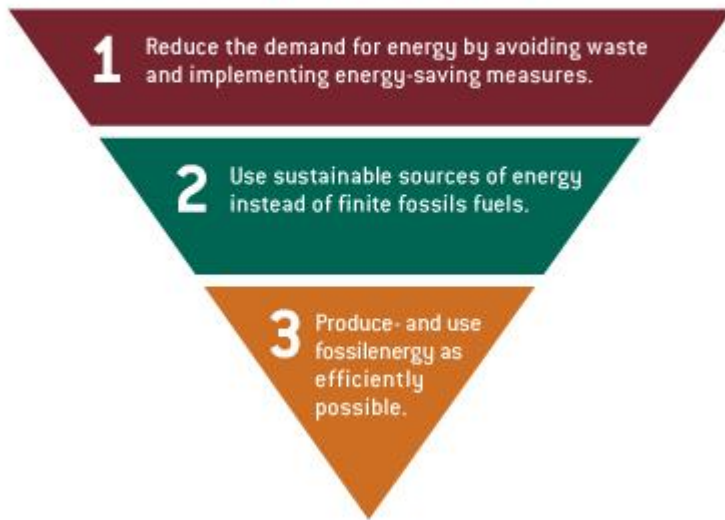 1 Reduce the demand for energy by avoiding waste
and implementing energy-saving measures.
2 Use sustainable sources of energy
instead of finite fossils fuels.
3 Produce- and use
fossilenergy as
efficiently
possible.